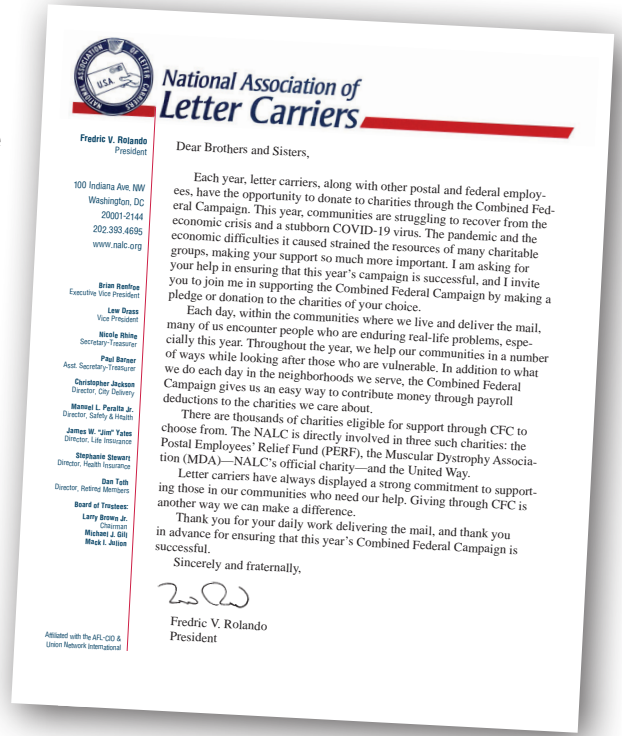 NATIONAL ASSOCIATION OF LETTER CARRIERS
U.S.A.
National Association of
Letter Carriers
Fredric V. Rolando
President
100 Indiana Ave. NW
Washington, DC
20001-2144
202.393.4695
www.nalc.org
Brian Renfroe
Executive Vice President
Lew Drass
Vice President
Nicole Rhine
Secretary-Treasurer
Paul Barner
Asst. Secretary-Treasurer
Christopher Jackson
Director, City Delivery
Manuel L. Peralta Jr.
Director, Safety & Health
James W. "Jim" Yates
Director, Life Insurance
Stephanie Stewart
Director, Health Insurance
Dan Toth
Director, Retired Members
Board of Trustees:
Larry Brown Jr.
Chairman
Michael J. Gill
Mack I. Julion
Affiliated with the AFL-CIO &
Union Network International
Dear Brothers and Sisters,
Each year, letter carriers, along with other postal and federal employ-
ees, have the opportunity to donate to charities through the Combined Fed-
eral Campaign. This year, communities are struggling to recover from the
economic crisis and a stubborn COVID-19 virus. The pandemic and the
economic difficulties it caused strained the resources of many charitable
groups, making your support so much more important. I am asking for
your help in ensuring that this year's campaign is successful, and I invite
you to join me in supporting the Combined Federal Campaign by making a
pledge or donation to the charities of your choice.
Each day, within the communities where we live and deliver the mail,
many of us encounter people who are enduring real-life problems, espe-
cially this year. Throughout the year, we help our communities in a number
of ways while looking after those who are vulnerable. In addition to what
we do each day in the neighborhoods we serve, the Combined Federal
Campaign gives us an easy way to contribute money through payroll
deductions to the charities we care about.
There are thousands of charities eligible for support through CFC to
choose from. The NALC is directly involved in three such charities: the
Postal Employees' Relief Fund (PERF), the Muscular Dystrophy Associa-
tion (MDA)—NALC's official charity—and the United Way.
Letter carriers have always displayed a strong commitment to support-
ing those in our communities who need our help. Giving through CFC is
another way we can make a difference.
Thank you for your daily work delivering the mail, and thank you
in advance for ensuring that this year's Combined Federal Campaign is
successful.
Sincerely and fraternally,
Fredric V. Rolando
President